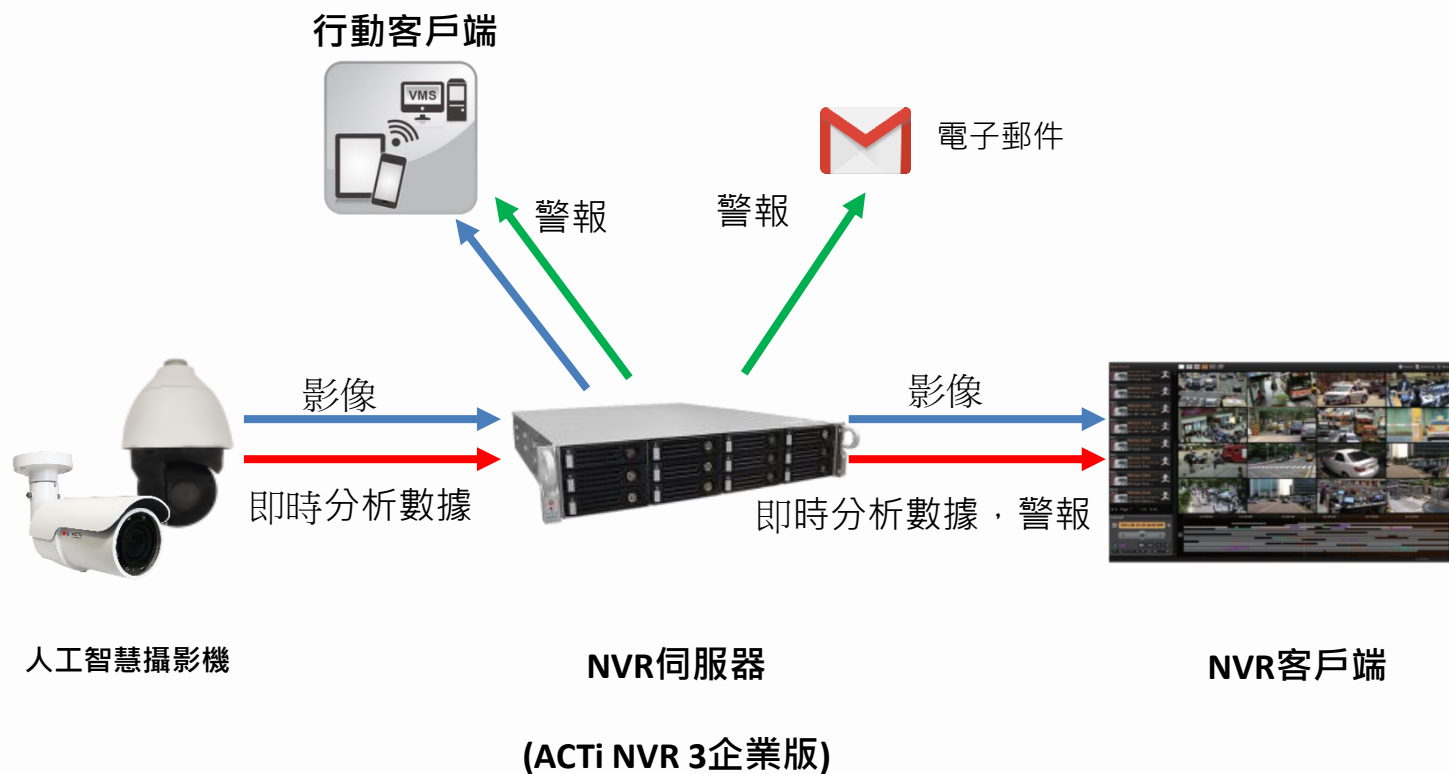 行動客戶端
VMS
電子郵件
警報
警報
影像
影像
即時分析數據
即時分析數據，警報
人工智慧攝影機
NVR伺服器
NVR客戶端
(ACTi NVR 3企業版)